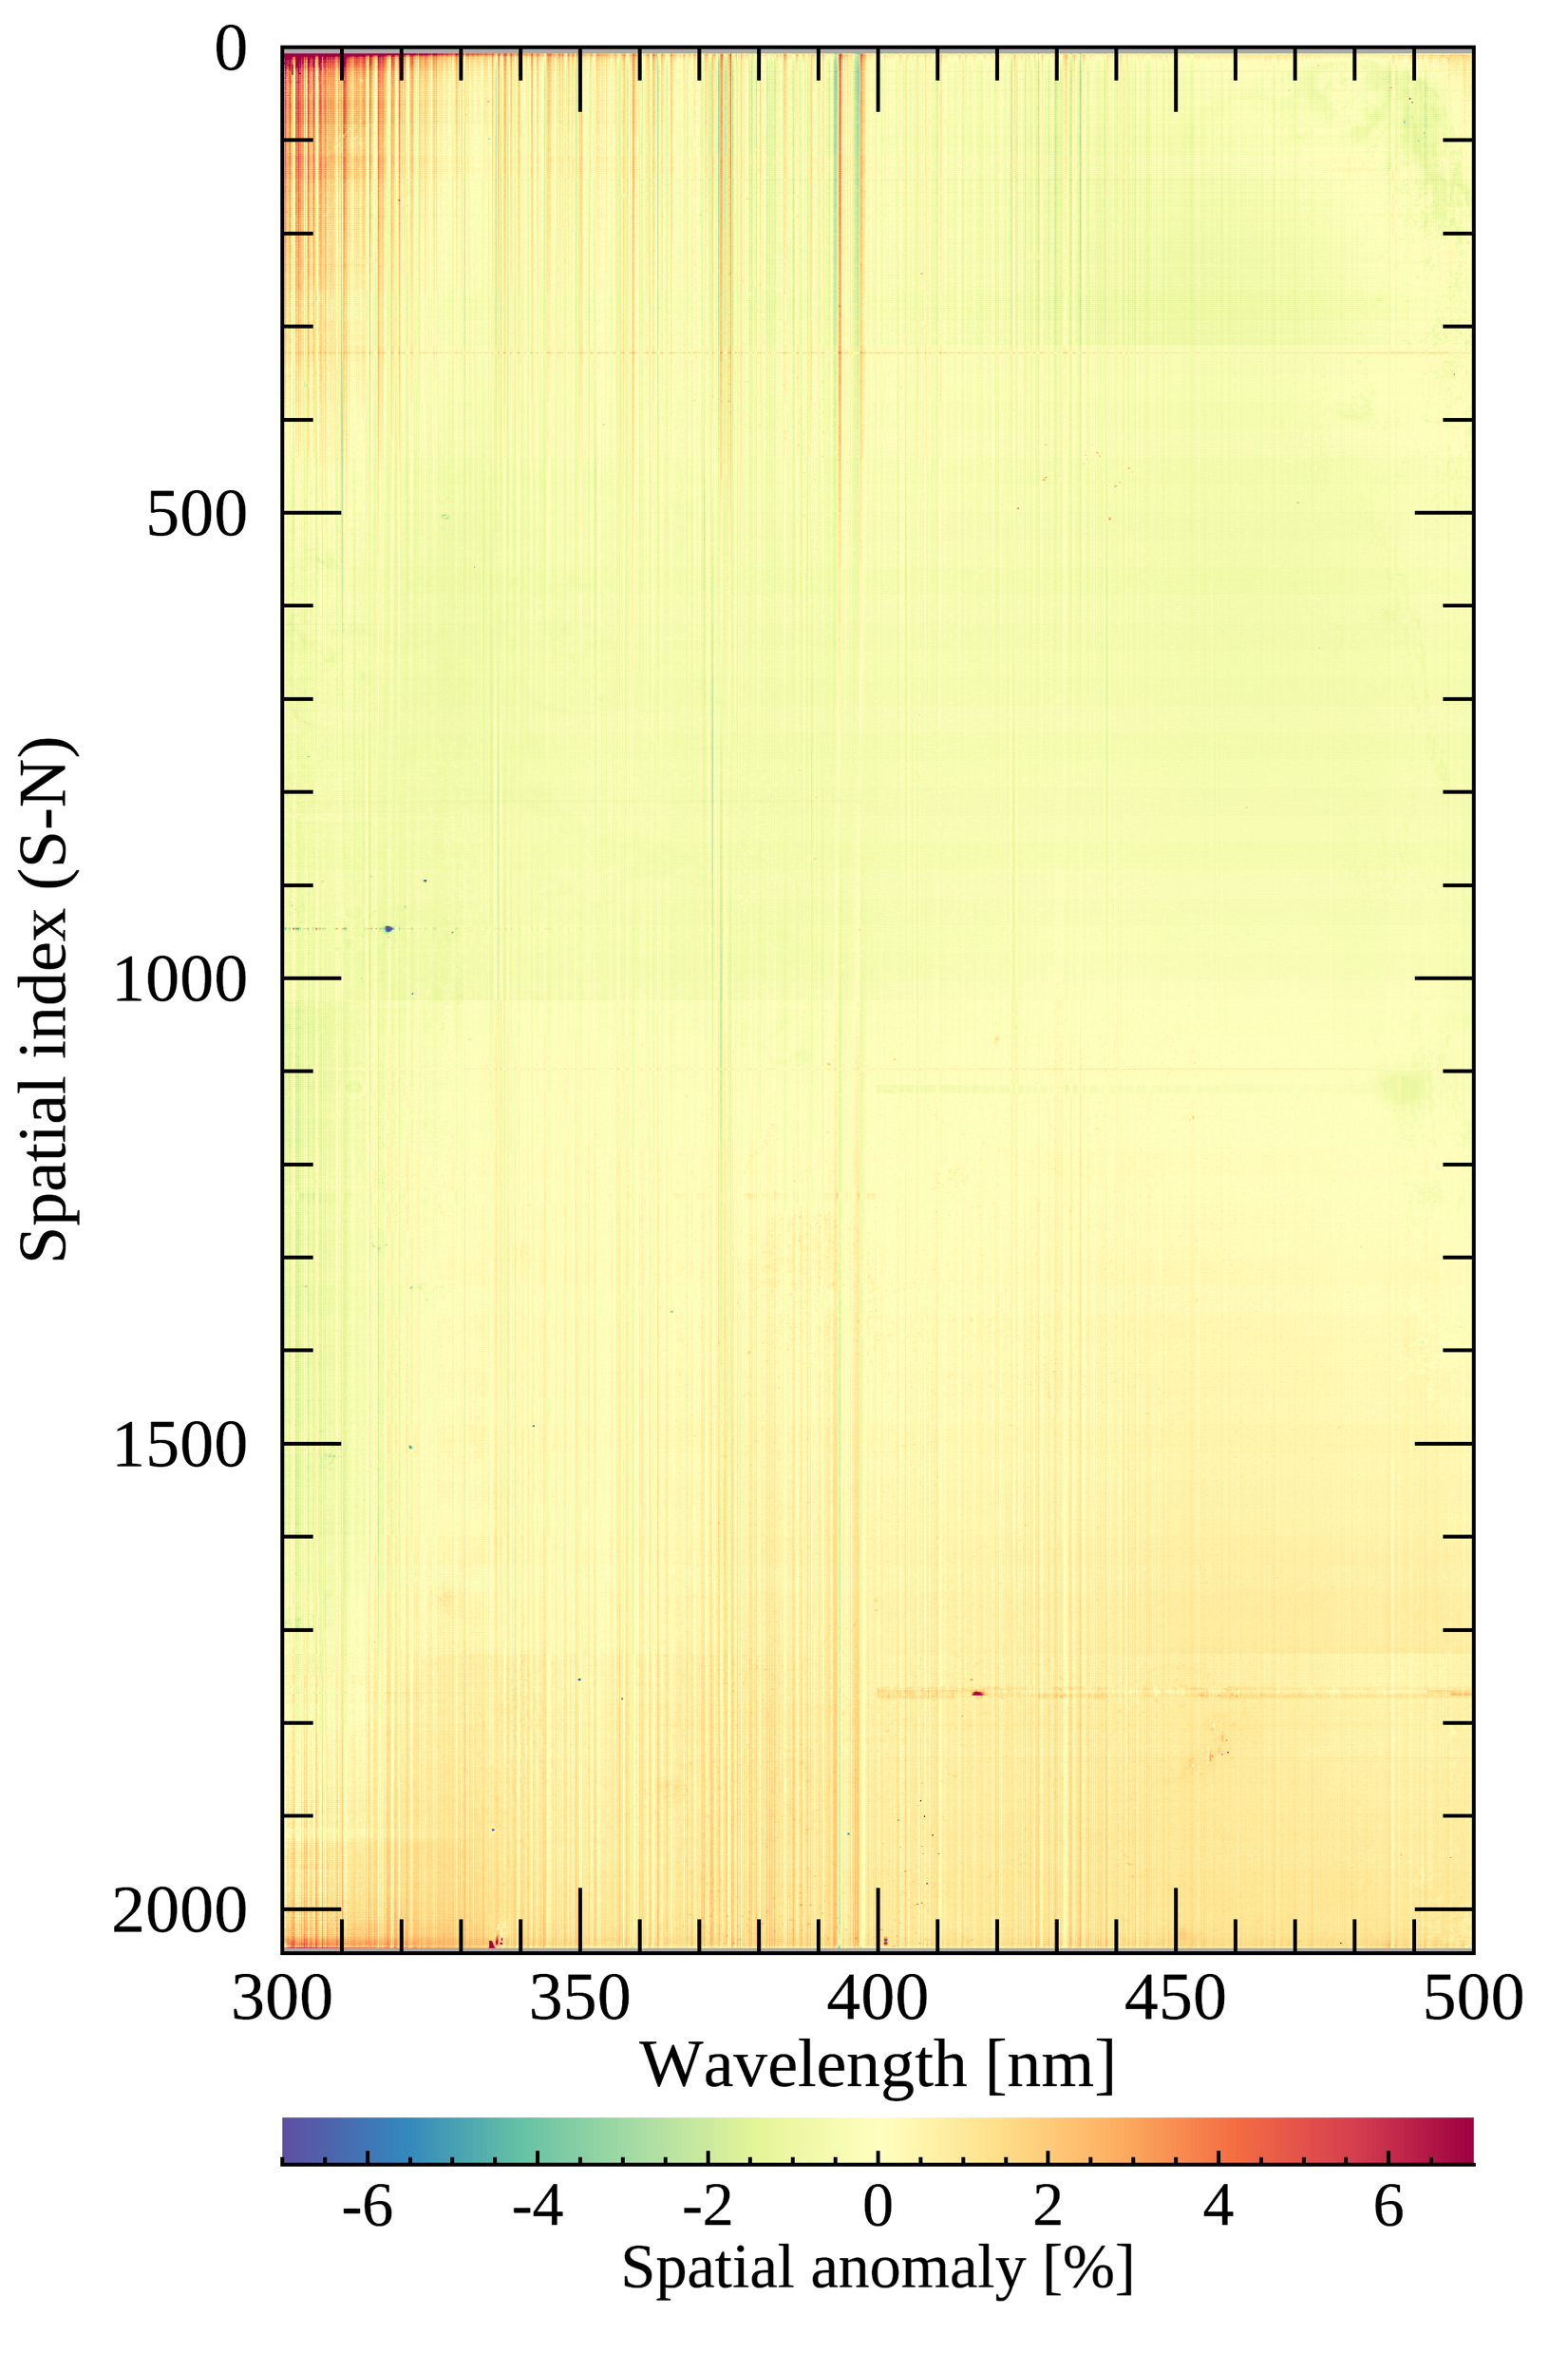 0
500
1000
1500
2000
Spatial index (S-N)
300 350 400 450 500
Wavelength [nm]
-6 -4 -2 0 2 4 6
Spatial anomaly [%]